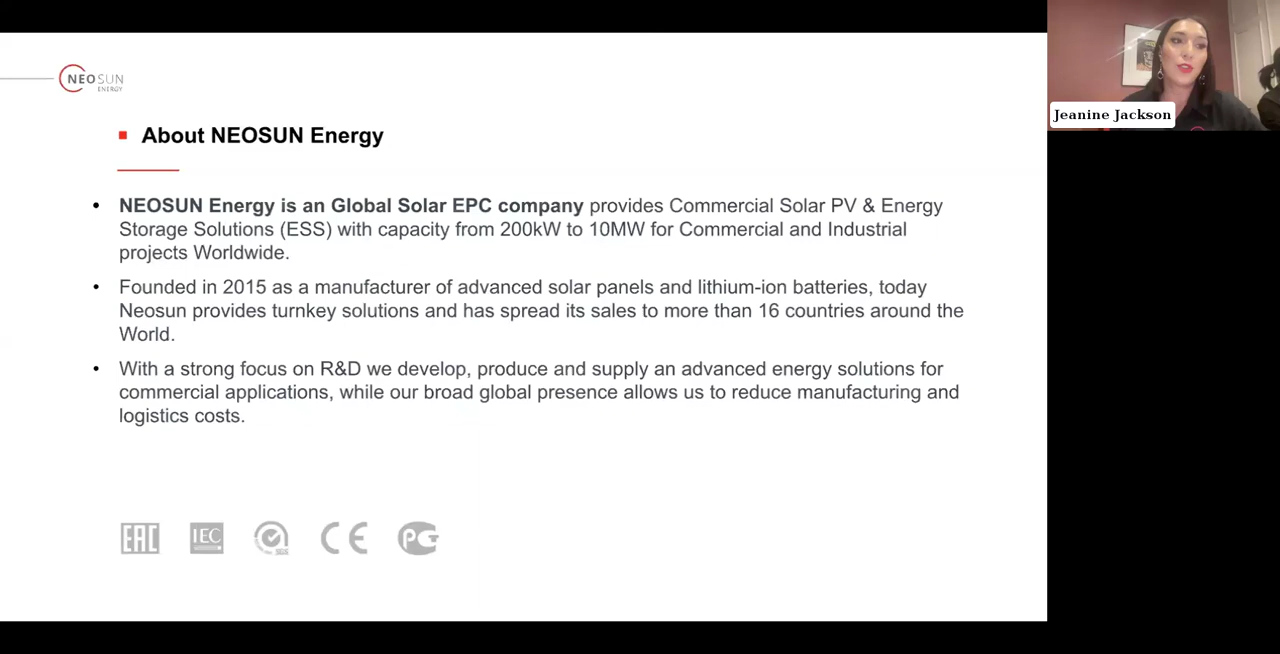 NEOSUN
ENERGY
About NEOSUN Energy
• NEOSUN Energy is an Global Solar EPC company provides Commercial Solar PV & Energy
Storage Solutions (ESS) with capacity from 200kW to 10MW for Commercial and Industrial
projects Worldwide.
• Founded in 2015 as a manufacturer of advanced solar panels and lithium-ion batteries, today
Neosun provides turnkey solutions and has spread its sales to more than 16 countries around the
World.
• With a strong focus on R&D we develop, produce and supply an advanced energy solutions for
commercial applications, while our broad global presence allows us to reduce manufacturing and
logistics costs.
EAC IEC SGS CE PG
Jeanine Jackson